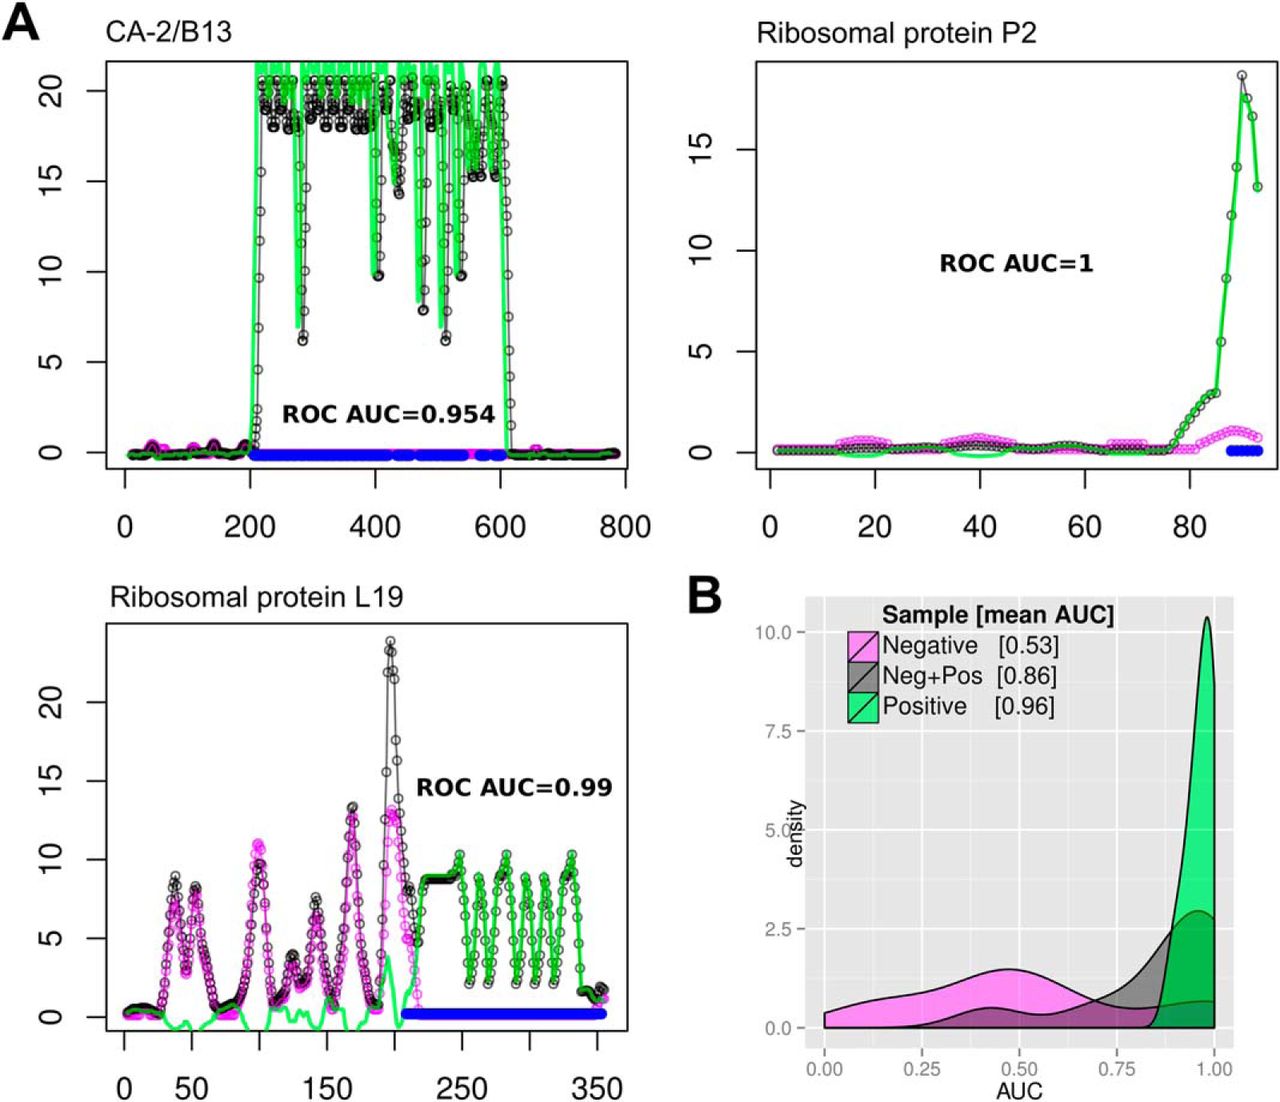 A
CA-2/B13
20
15
10
5
0
ROC AUC=0.954
0 200 400 600 800
Ribosomal protein P2
15
10
5
0
ROC AUC=1
0 20 40 60 80
Ribosomal protein L19
20
15
10
5
0
ROC AUC=0.99
0 50 150 250 350
B
Sample [mean AUC]
Negative [0.53]
Neg+Pos [0.86]
Positive [0.96]
10.0
7.5
5.0
2.5
0.0
density
0.00 0.25 0.50 0.75 1.00
AUC